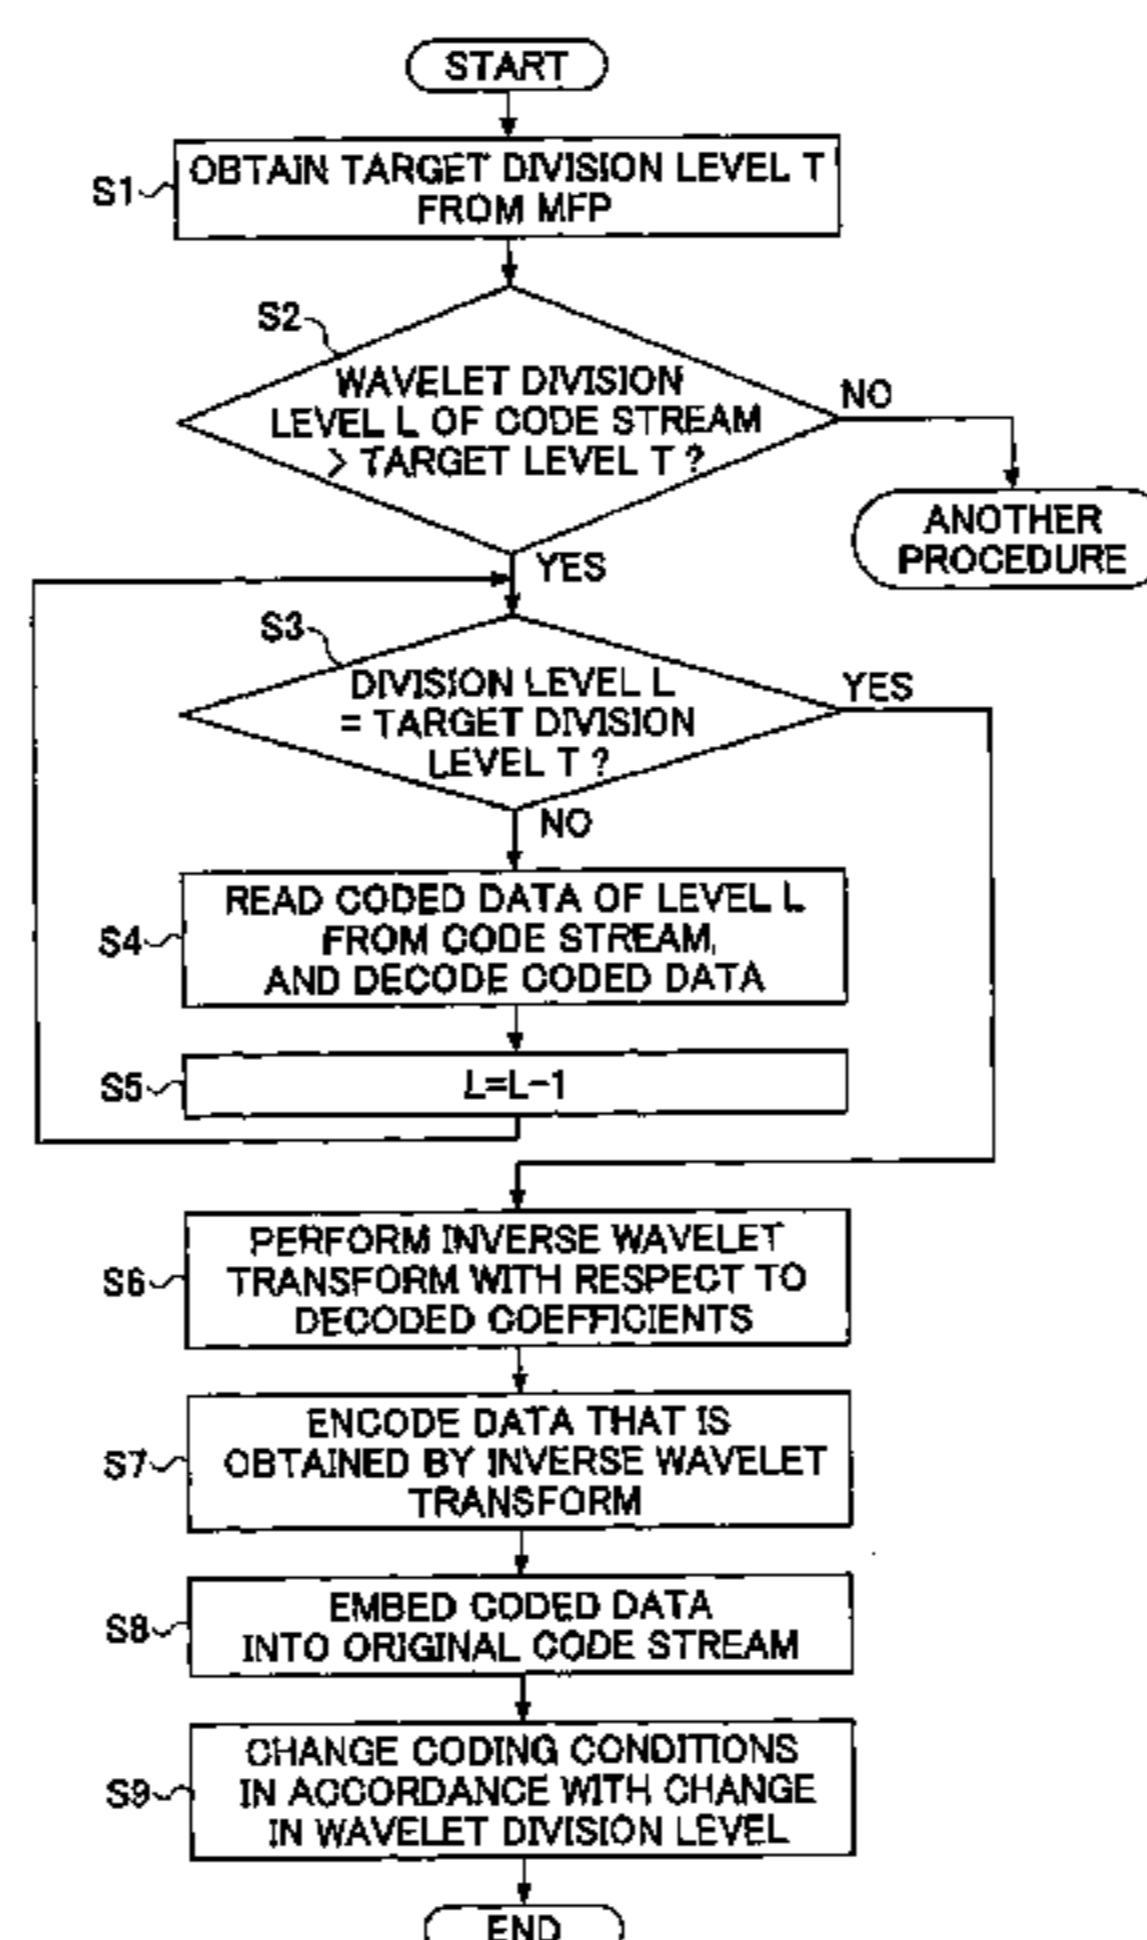 START
S1
OBTAIN TARGET DIVISION LEVEL T
FROM MFP
S2
WAVELET DIVISION
LEVEL L OF CODE STREAM
> TARGET LEVEL T ?
NO
ANOTHER
PROCEDURE
YES
S3
DIVISION LEVEL L
= TARGET DIVISION
LEVEL T ?
YES
NO
S4
READ CODED DATA OF LEVEL L
FROM CODE STREAM,
AND DECODE CODED DATA
S5
L=L-1
S6
PERFORM INVERSE WAVELET
TRANSFORM WITH RESPECT TO
DECODED COEFFICIENTS
S7
ENCODE DATA THAT IS
OBTAINED BY INVERSE WAVELET
TRANSFORM
S8
EMBED CODED DATA
INTO ORIGINAL CODE STREAM
S9
CHANGE CODING CONDITIONS
IN ACCORDANCE WITH CHANGE
IN WAVELET DIVISION LEVEL
END